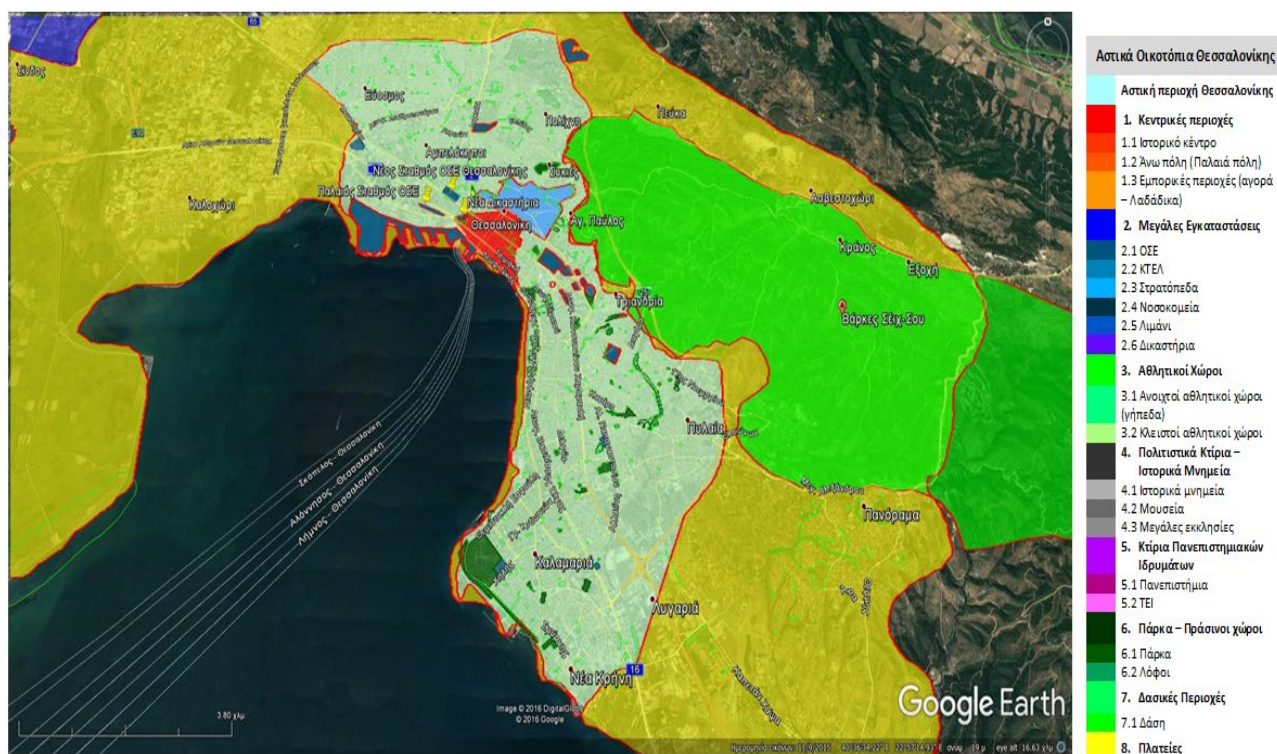 65
Σίνδος
Εύοσμος
Πολίχνη
Πεύκα
Αμπελόκηποι
Νέος Σταθμός ΟΣΕ Θεσσαλονίκης
Συκιές
Παλαιός Σταθμός ΟΣΕ
Νέα Δικαστήρια
Ασβεστοχώρι
Καλοχώρι
Θεσσαλονίκη
Αγ. Παύλος
Κράνος
Εξοχή
Τριανδρία
Βάρκες Σέιχ-Σου
Πυλαία
Σκόπελος - Θεσσαλονίκη
Αλόννησος - Θεσσαλονίκη
Λήμνος - Θεσσαλονίκη
Πανόραμα
Καλαμαριά
Λυγαριά
Νέα Κρήνη
16
3.80 χλμ
Image © 2016 DigitalGlobe
© 2016 Google
Google Earth
Αστικά Οικοτόπια Θεσσαλονίκης
Αστική περιοχή Θεσσαλονίκης
1. Κεντρικές περιοχές
1.1 Ιστορικό κέντρο
1.2 Άνω πόλη (Παλαιά πόλη)
1.3 Εμπορικές περιοχές (αγορά
– Λαδάδικα)
2. Μεγάλες Εγκαταστάσεις
2.1 ΟΣΕ
2.2 ΚΤΕΛ
2.3 Στρατόπεδα
2.4 Νοσοκομεία
2.5 Λιμάνι
2.6 Δικαστήρια
3. Αθλητικοί Χώροι
3.1 Ανοιχτοί αθλητικοί χώροι
(γήπεδα)
3.2 Κλειστοί αθλητικοί χώροι
4. Πολιτιστικά Κτίρια –
Ιστορικά Μνημεία
4.1 Ιστορικά μνημεία
4.2 Μουσεία
4.3 Μεγάλες εκκλησίες
5. Κτίρια Πανεπιστημιακών
Ιδρυμάτων
5.1 Πανεπιστήμια
5.2 ΤΕΙ
6. Πάρκα – Πράσινοι χώροι
6.1 Πάρκα
6.2 Λόφοι
7. Δασικές Περιοχές
7.1 Δάση
8. Πλατείες